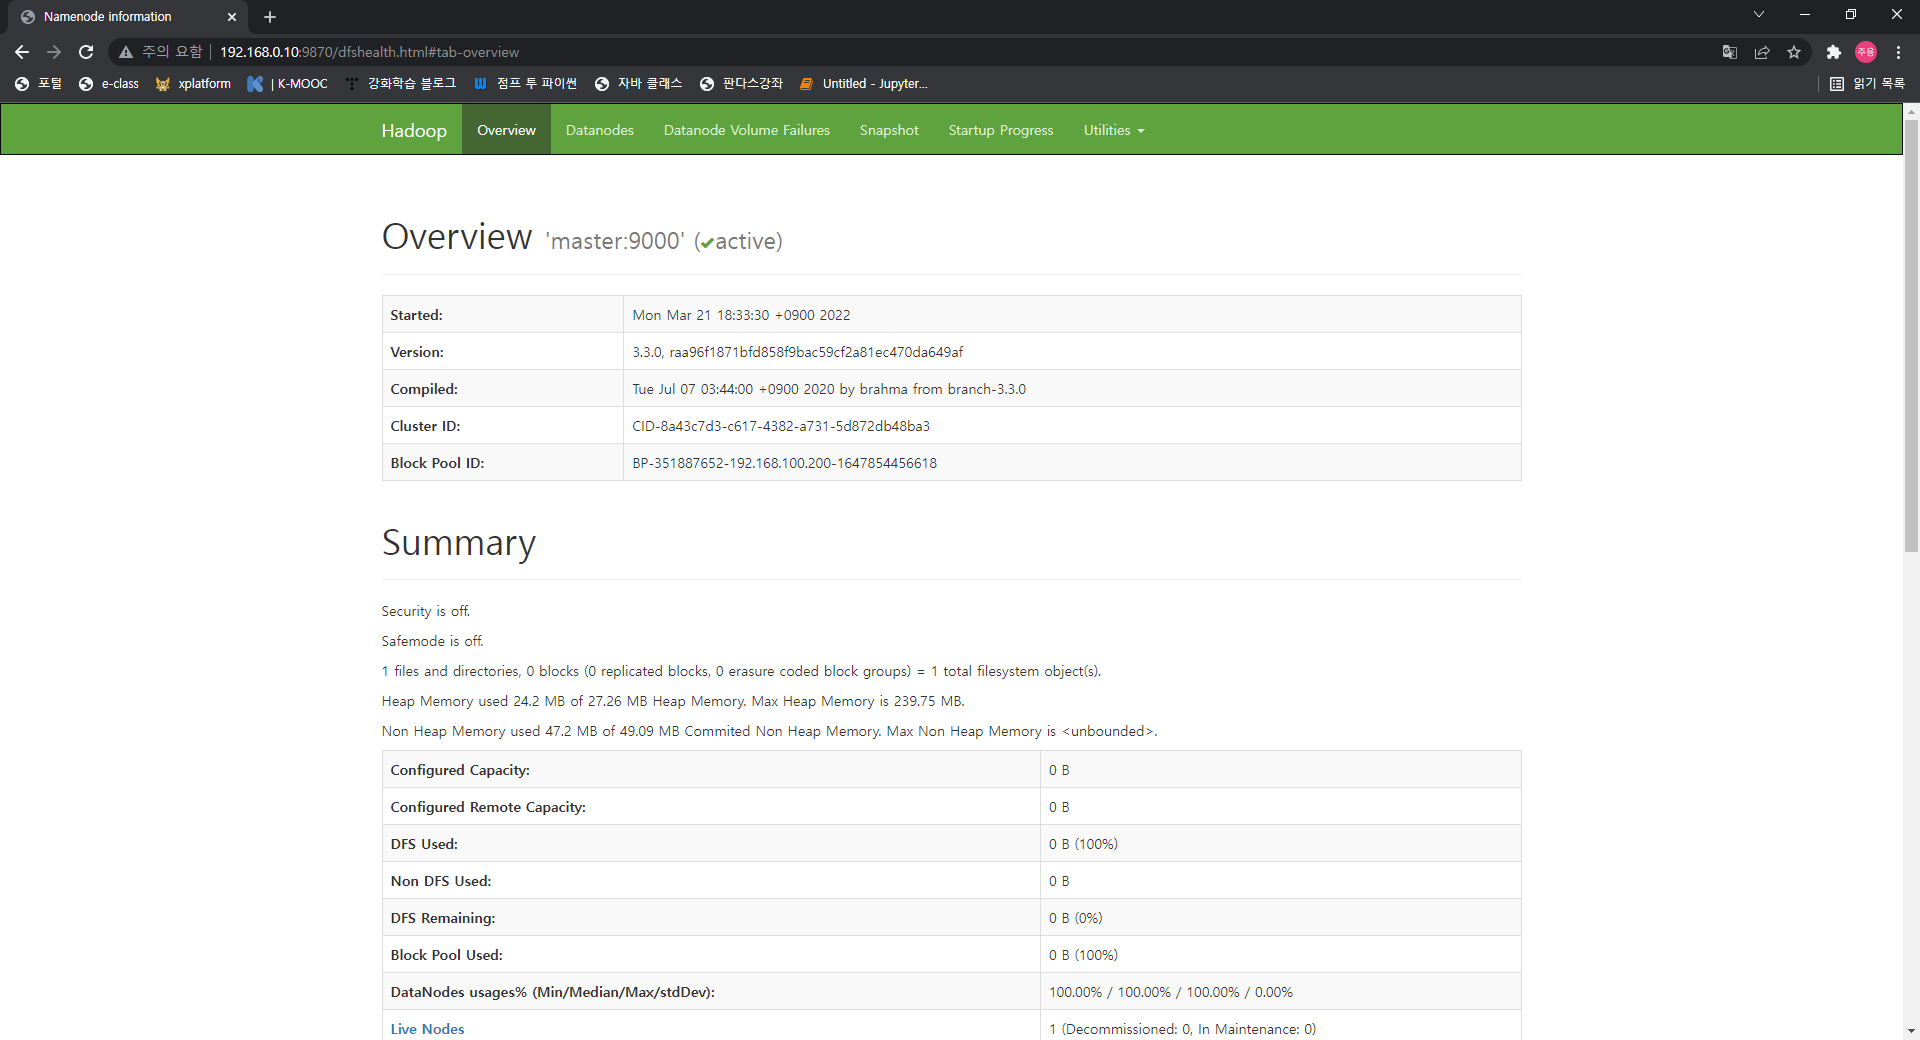 Namenode information
주의 요함 192.168.0.10:9870/dfshealth.html#tab-overview
주용
포털 e-class xplatform | K-MOOC 강화학습 블로그 점프 투 파이썬 자바 클래스 판다스강좌 Untitled - Jupyter... 읽기 목록
Hadoop Overview Datanodes Datanode Volume Failures Snapshot Startup Progress Utilities
Overview 'master:9000' (✔active)
Started: Mon Mar 21 18:33:30 +0900 2022
Version: 3.3.0, raa96f1871bfd858f9bac59cf2a81ec470da649af
Compiled: Tue Jul 07 03:44:00 +0900 2020 by brahma from branch-3.3.0
Cluster ID: CID-8a43c7d3-c617-4382-a731-5d872db48ba3
Block Pool ID: BP-351887652-192.168.100.200-1647854456618
Summary
Security is off.
Safemode is off.
1 files and directories, 0 blocks (0 replicated blocks, 0 erasure coded block groups) = 1 total filesystem object(s).
Heap Memory used 24.2 MB of 27.26 MB Heap Memory. Max Heap Memory is 239.75 MB.
Non Heap Memory used 47.2 MB of 49.09 MB Commited Non Heap Memory. Max Non Heap Memory is <unbounded>.
Configured Capacity: 0 B
Configured Remote Capacity: 0 B
DFS Used: 0 B (100%)
Non DFS Used: 0 B
DFS Remaining: 0 B (0%)
Block Pool Used: 0 B (100%)
DataNodes usages% (Min/Median/Max/stdDev): 100.00% / 100.00% / 100.00% / 0.00%
Live Nodes 1 (Decommissioned: 0, In Maintenance: 0)